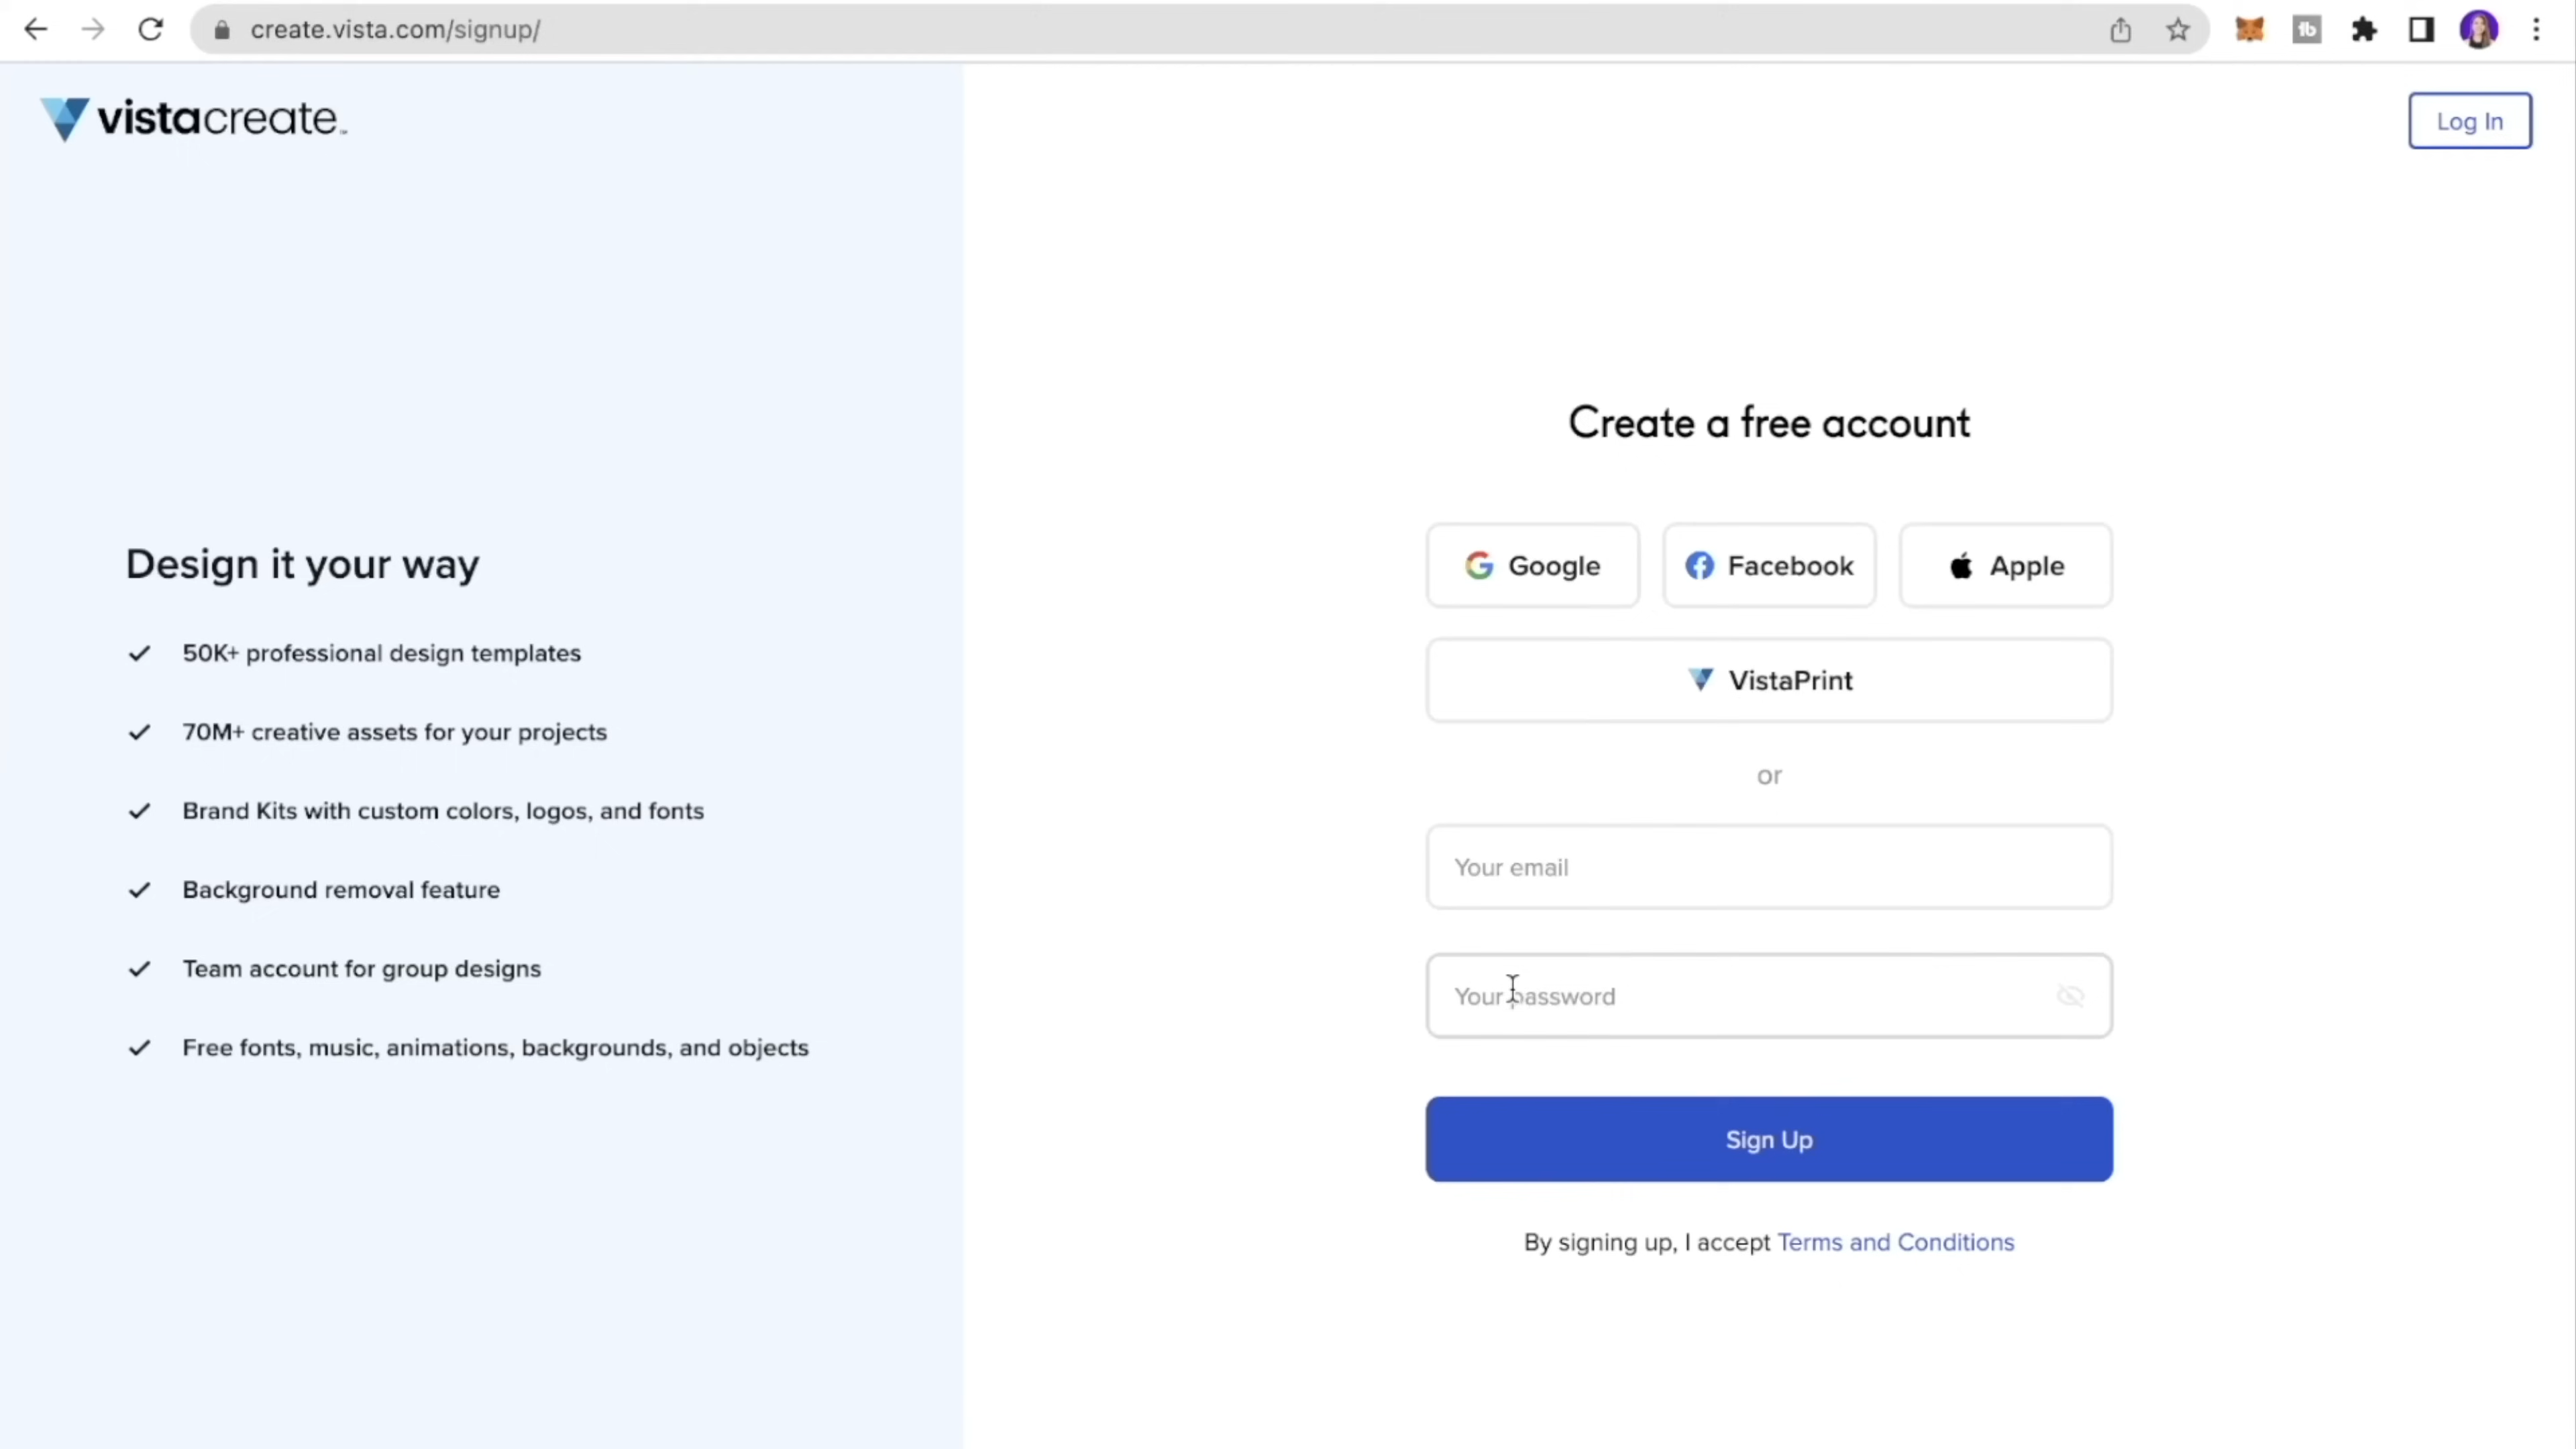 create.vista.com/signup/
vistacreate
Log In
Design it your way
50K+ professional design templates
70M+ creative assets for your projects
Brand Kits with custom colors, logos, and fonts
Background removal feature
Team account for group designs
Free fonts, music, animations, backgrounds, and objects
Create a free account
Google
Facebook
Apple
VistaPrint
or
Your email
Your password
Sign Up
By signing up, I accept Terms and Conditions